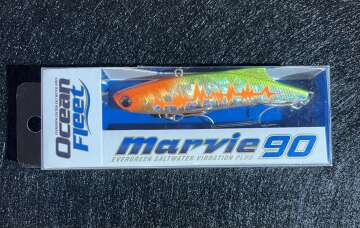 Ocean
Fleet
marvie 90
EVERGREEN SALTWATER VIBRATION PLUG